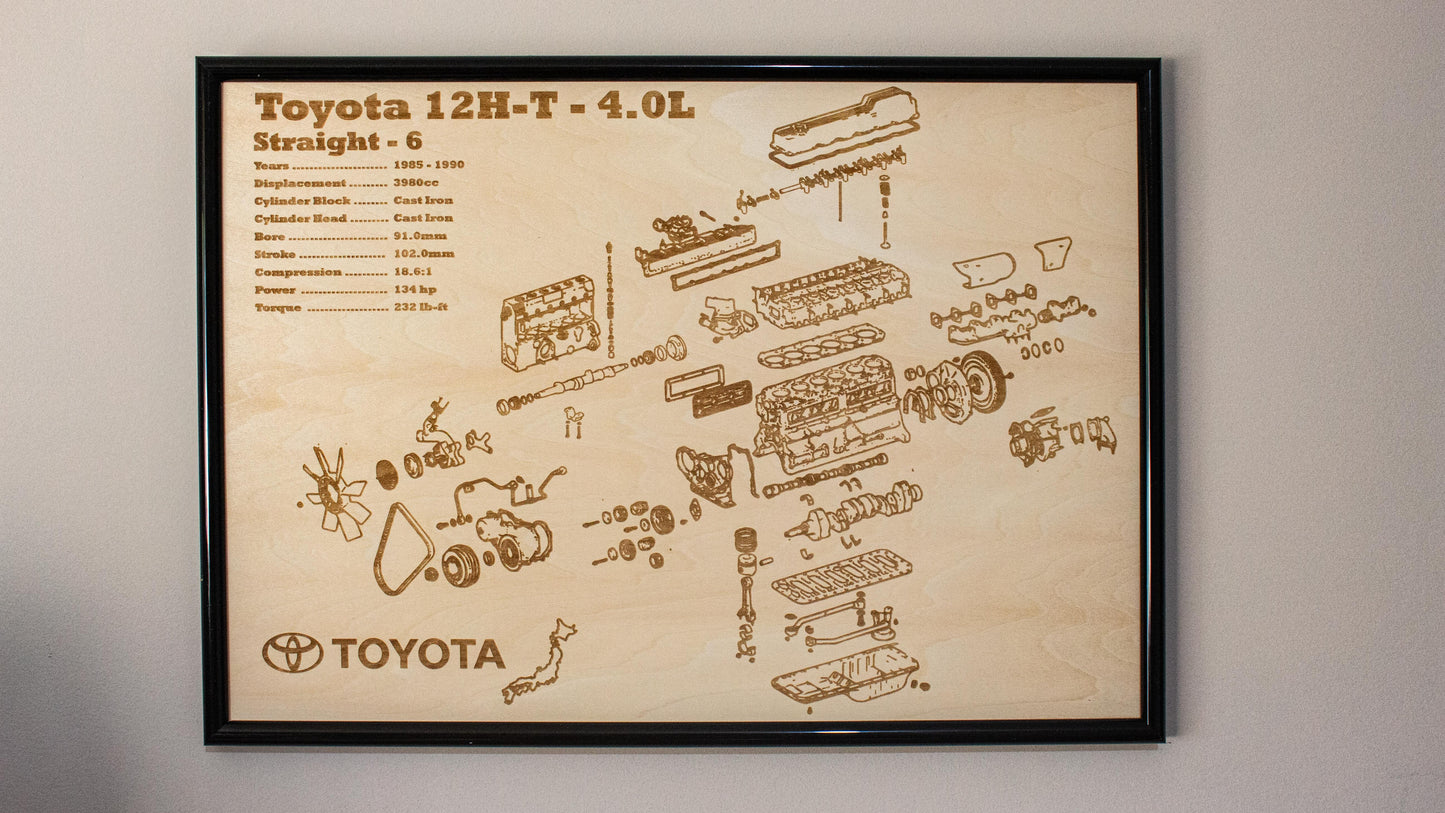 Toyota 12H-T - 4.0L
Straight - 6
Years .......................... 1985 - 1990
Displacement .......... 3980cc
Cylinder Block ........ Cast Iron
Cylinder Head ......... Cast Iron
Bore ........................... 91.0mm
Stroke ........................ 102.0mm
Compression ........... 18.6:1
Power ....................... 134 hp
Torque ...................... 232 lb-ft
TOYOTA